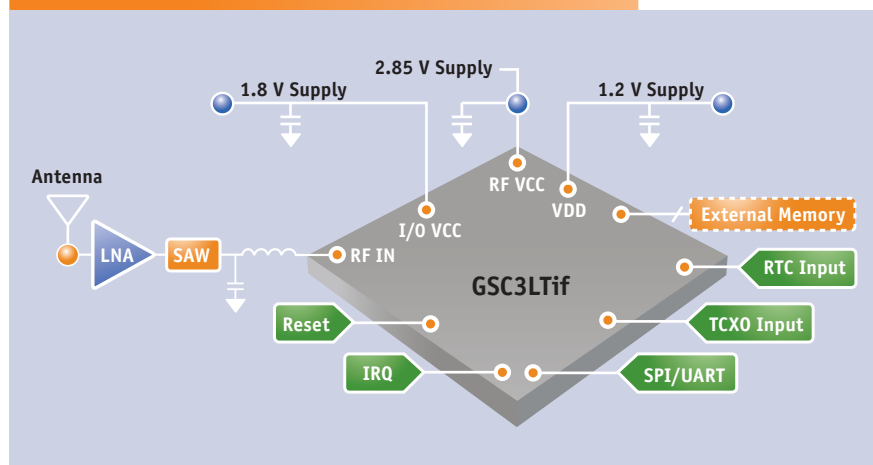 2.85 V Supply
1.8 V Supply
1.2 V Supply
Antenna
RF VCC
VDD
External Memory
I/O VCC
LNA
SAW
RF IN
RTC Input
GSC3LTif
Reset
TCXO Input
IRQ
SPI/UART